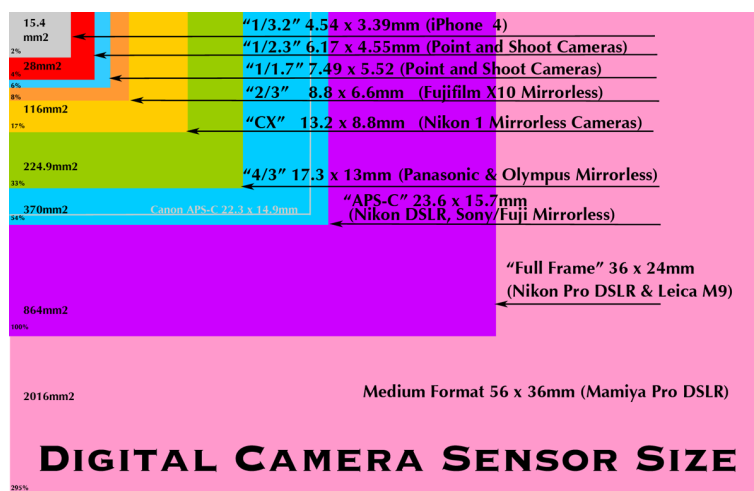 15.4
mm2
2%
"1/3.2" 4.54 x 3.39mm (iPhone 4)
"1/2.3" 6.17 x 4.55mm (Point and Shoot Cameras)
28mm2
"1/1.7" 7.49 x 5.52 (Point and Shoot Cameras)
6%
"2/3" 8.8 x 6.6mm (Fujifilm X10 Mirrorless)
8%
116mm2
"CX" 13.2 x 8.8mm (Nikon 1 Mirrorless Cameras)
17%
224.9mm2
"4/3" 17.3 x 13mm (Panasonic & Olympus Mirrorless)
33%
"APS-C" 23.6 x 15.7mm
(Nikon DSLR, Sony/Fuji Mirrorless)
370mm2
Canon APS-C 22.3 x 14.9mm
54%
"Full Frame" 36 x 24mm
(Nikon Pro DSLR & Leica M9)
864mm2
100%
Medium Format 56 x 36mm (Mamiya Pro DSLR)
2016mm2
Digital Camera Sensor Size
295%